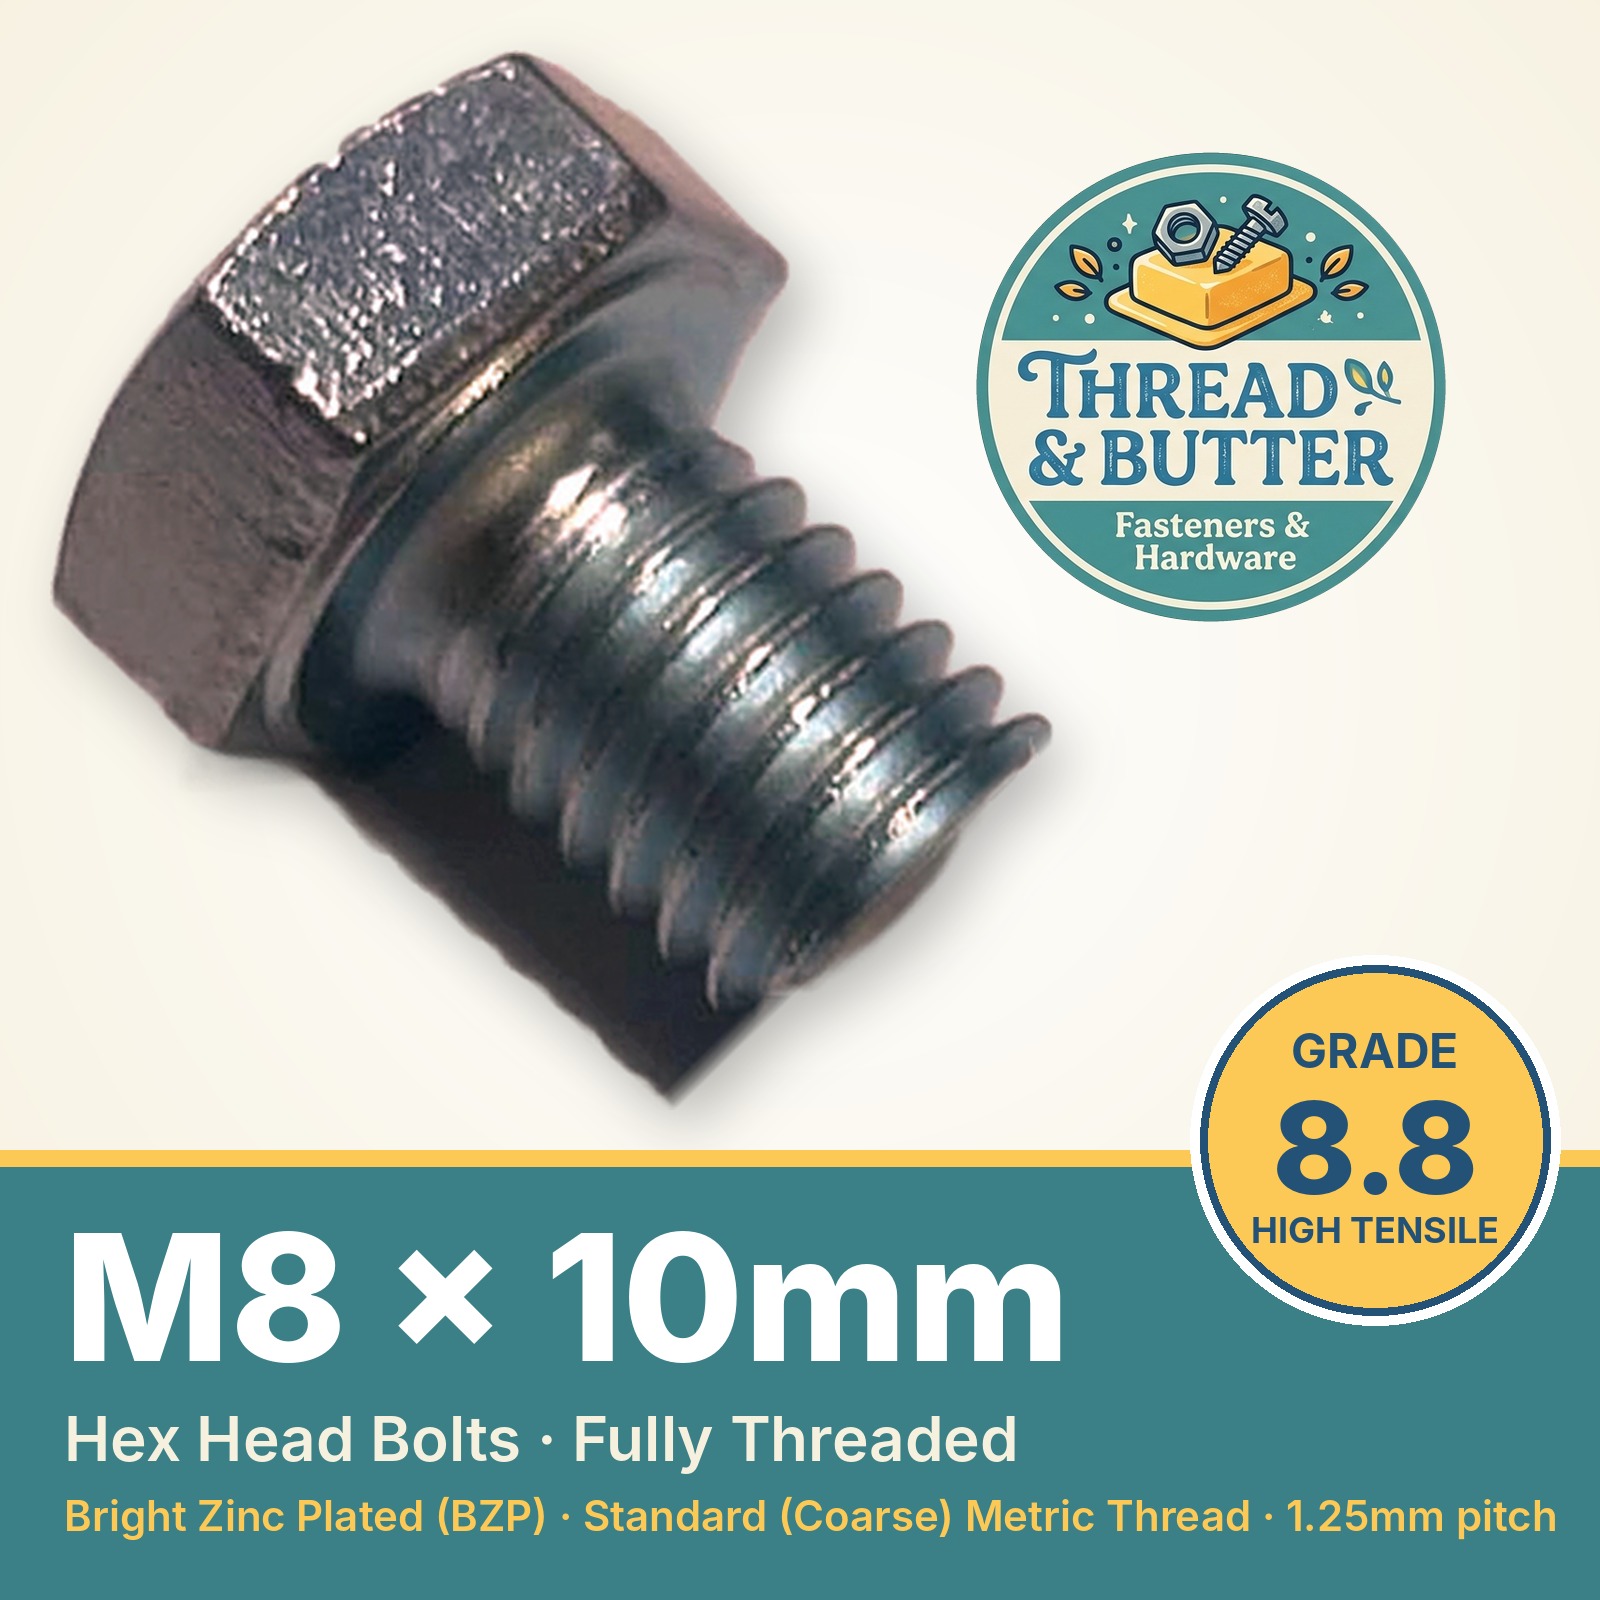 THREAD
& BUTTER
Fasteners &
Hardware
GRADE
8.8
HIGH TENSILE
M8 × 10mm
Hex Head Bolts · Fully Threaded
Bright Zinc Plated (BZP) · Standard (Coarse) Metric Thread · 1.25mm pitch